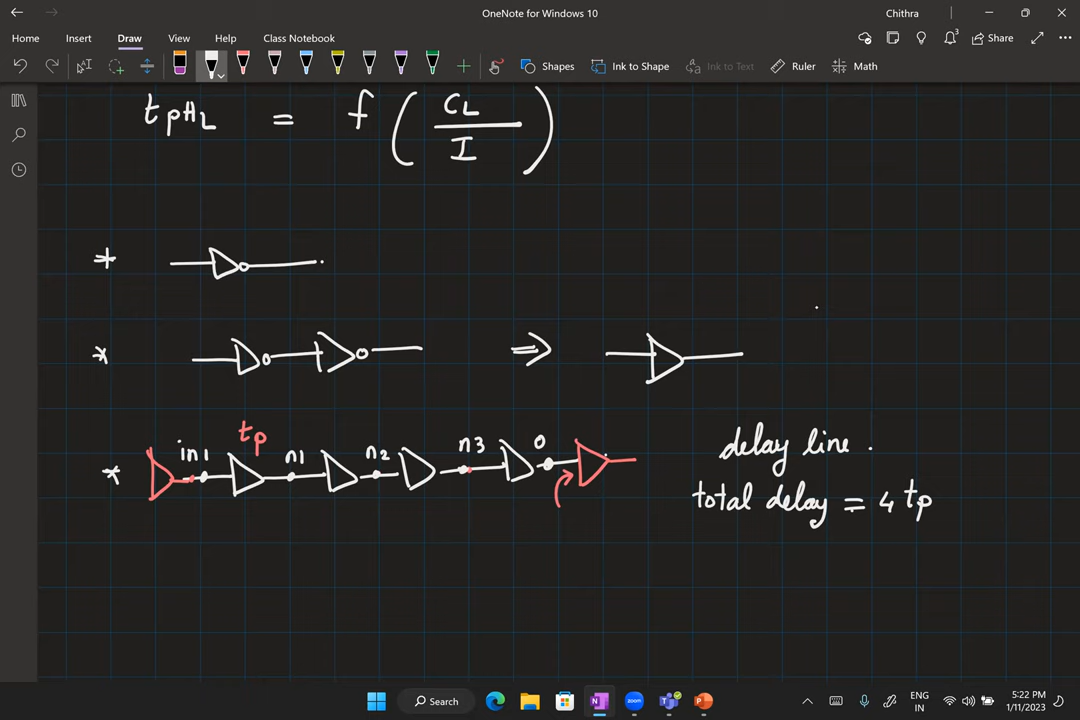 OneNote for Windows 10
Chithra
Home Insert Draw View Help Class Notebook
3 Share
Shapes Ink to Shape Ink to Text Ruler Math
tpHL = f ( CL / I )
*
* ⇒
tp
in1 n1 n2 n3 0
*
delay line .
total delay = 4 tp
Search
ENG
IN
5:22 PM
1/11/2023